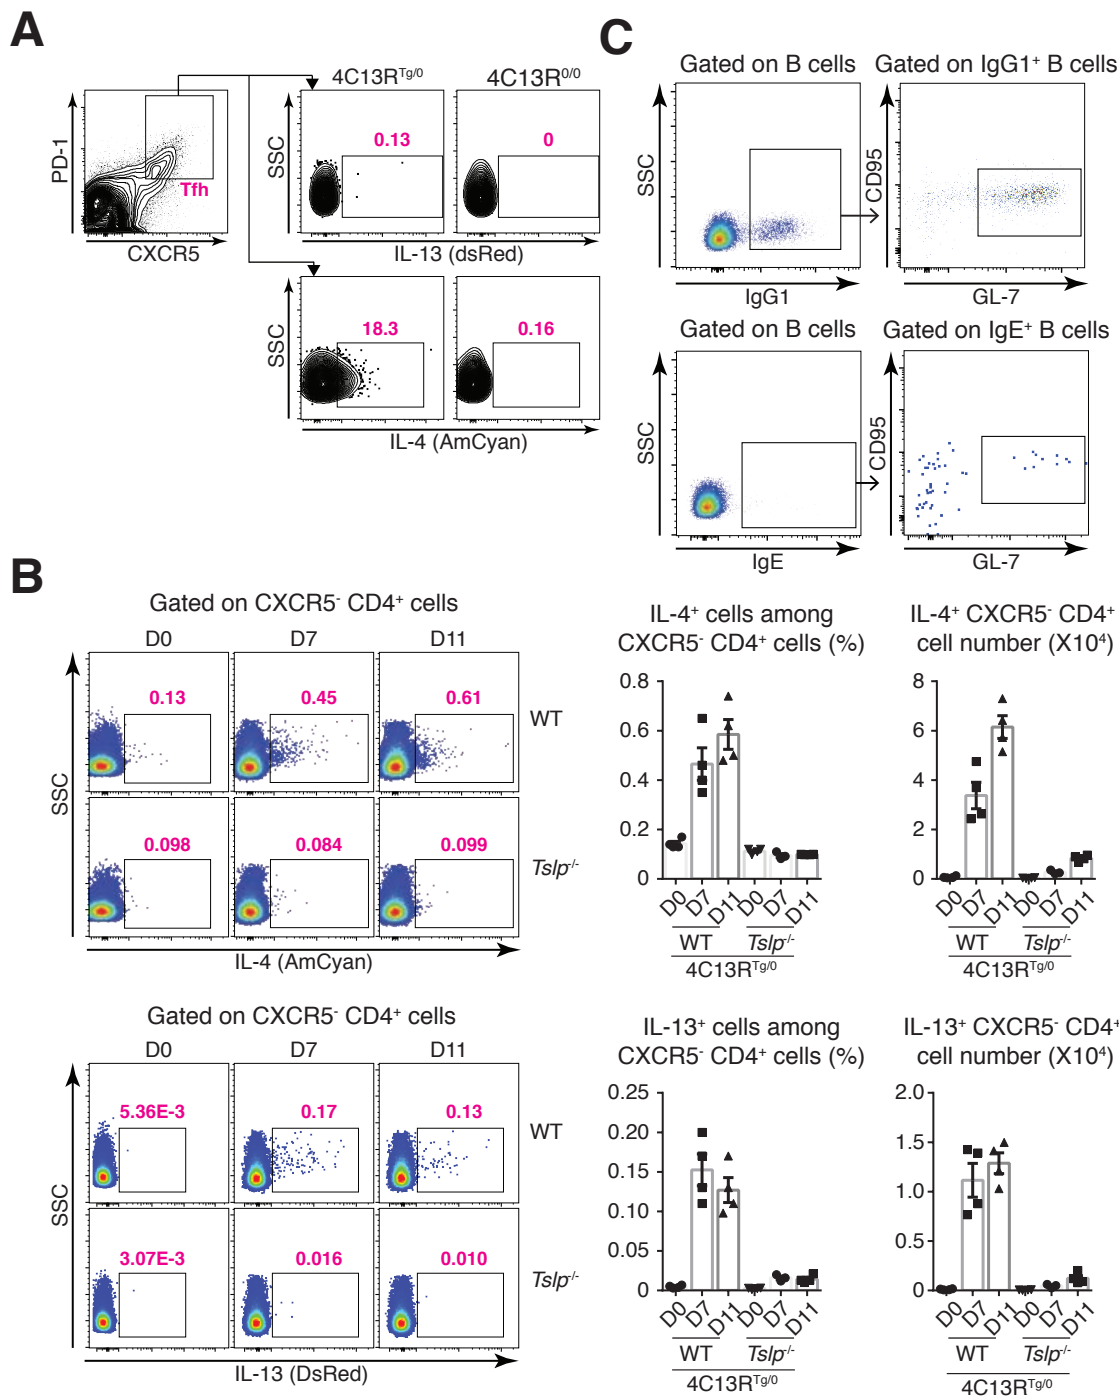 A
4C13R^Tg/0
4C13R^0/0
PD-1
Tfh
CXCR5
SSC
0.13
0
IL-13 (dsRed)
SSC
18.3
0.16
IL-4 (AmCyan)
C
Gated on B cells
Gated on IgG1⁺ B cells
SSC
IgG1
CD95
GL-7
Gated on B cells
Gated on IgE⁺ B cells
SSC
IgE
CD95
GL-7
B
Gated on CXCR5⁻ CD4⁺ cells
D0
D7
D11
0.13
0.45
0.61
WT
SSC
0.098
0.084
0.099
Tslp⁻/⁻
IL-4 (AmCyan)
IL-4⁺ cells among
CXCR5⁻ CD4⁺ cells (%)
0.8
0.6
0.4
0.2
0
D0
D7
D11
D0
D7
D11
WT
Tslp⁻/⁻
4C13R^Tg/0
IL-4⁺ CXCR5⁻ CD4⁺
cell number (X10⁴)
8
6
4
2
0
D0
D7
D11
D0
D7
D11
WT
Tslp⁻/⁻
4C13R^Tg/0
Gated on CXCR5⁻ CD4⁺ cells
D0
D7
D11
5.36E-3
0.17
0.13
WT
SSC
3.07E-3
0.016
0.010
Tslp⁻/⁻
IL-13 (DsRed)
IL-13⁺ cells among
CXCR5⁻ CD4⁺ cells (%)
0.25
0.20
0.15
0.10
0.05
0
D0
D7
D11
D0
D7
D11
WT
Tslp⁻/⁻
4C13R^Tg/0
IL-13⁺ CXCR5⁻ CD4⁺
cell number (X10⁴)
2.0
1.5
1.0
0.5
0
D0
D7
D11
D0
D7
D11
WT
Tslp⁻/⁻
4C13R^Tg/0